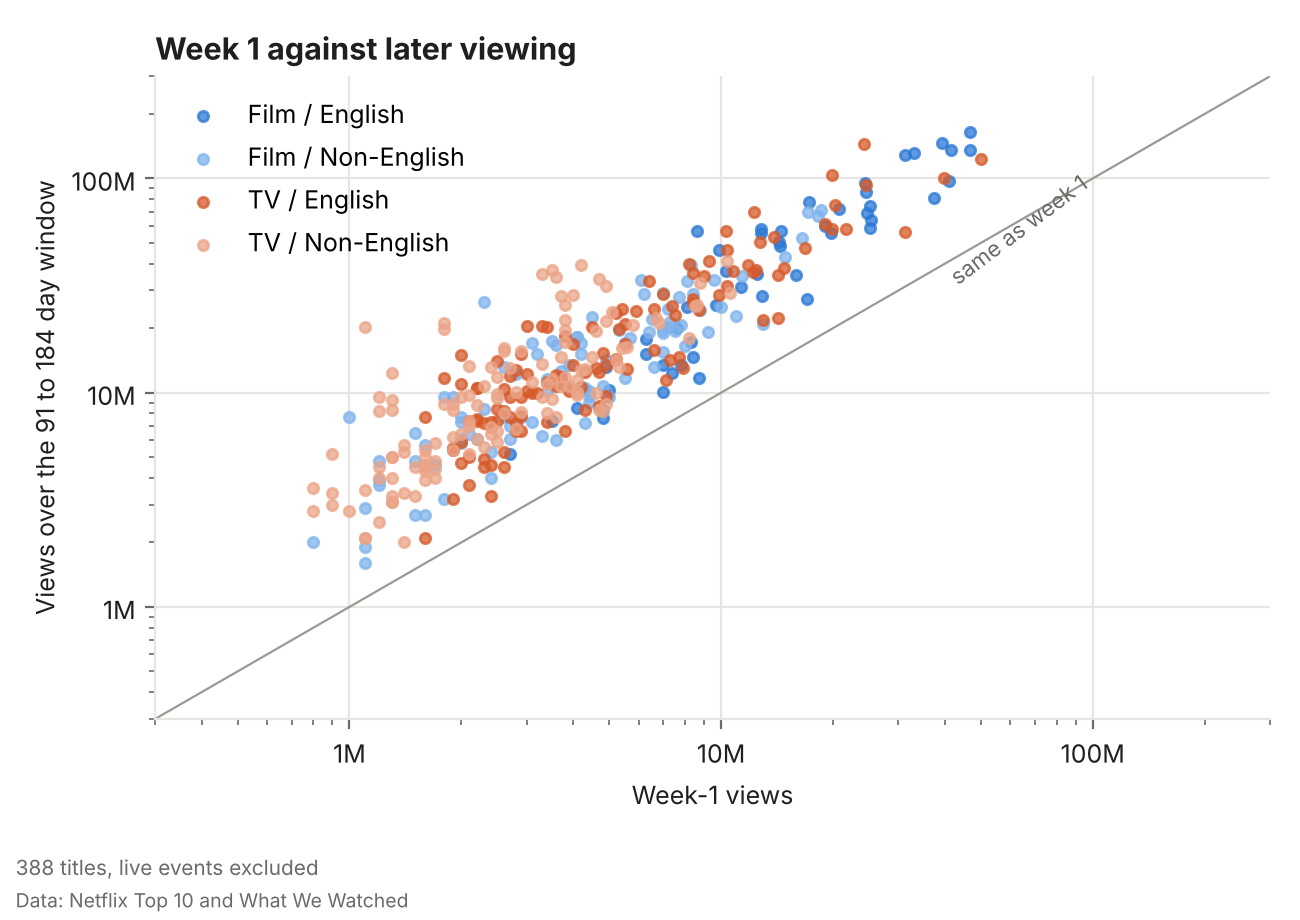 Week 1 against later viewing
Film / English
Film / Non-English
TV / English
TV / Non-English
same as week 1
Views over the 91 to 184 day window
100M
10M
1M
1M
10M
100M
Week-1 views
388 titles, live events excluded
Data: Netflix Top 10 and What We Watched